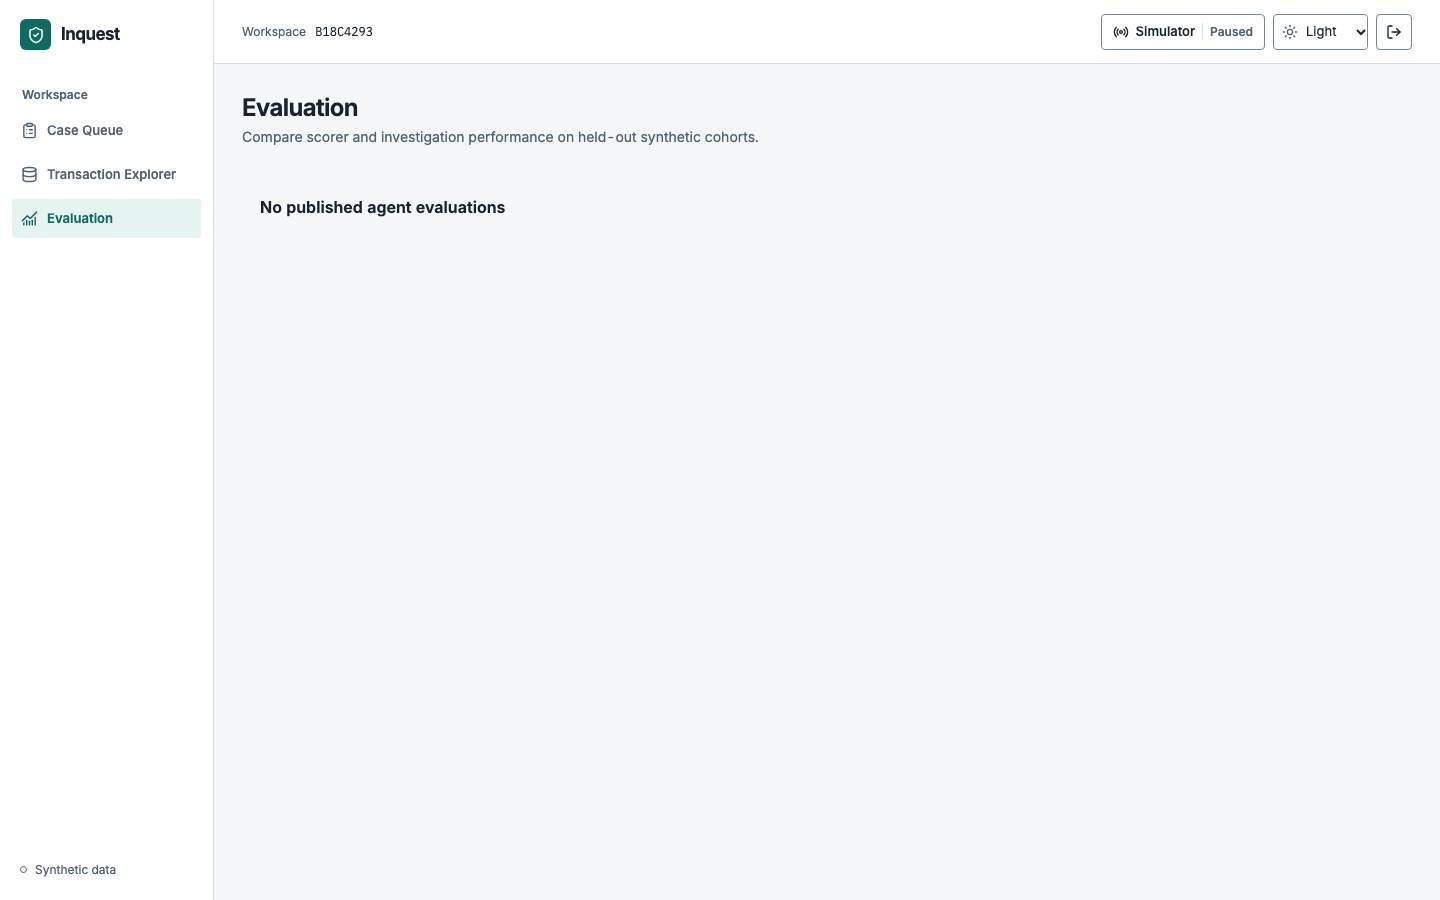 Inquest
Workspace
Case Queue
Transaction Explorer
Evaluation
Synthetic data
Workspace B18C4293
Simulator Paused
Light
Evaluation
Compare scorer and investigation performance on held-out synthetic cohorts.
No published agent evaluations